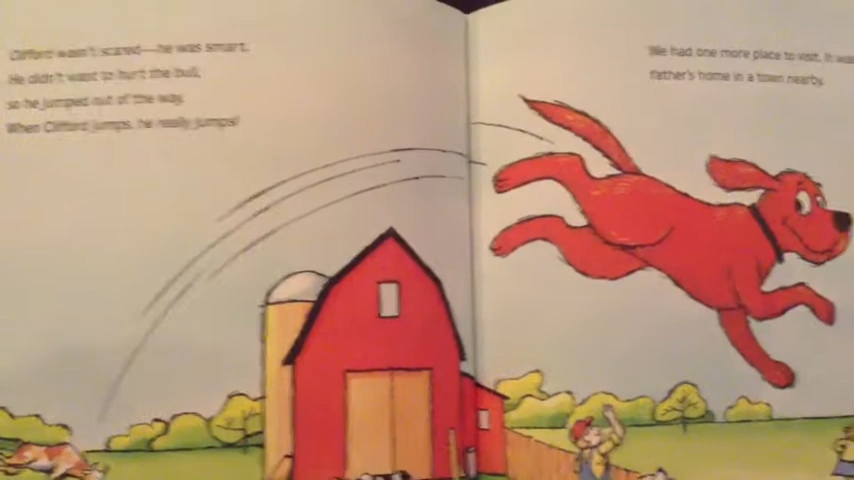 Clifford wasn't scared—he was smart.
He didn't want to hurt the bull,
so he jumped out of the way.
When Clifford jumps, he really jumps!
We had one more place to visit. It was
father's home in a town nearby.